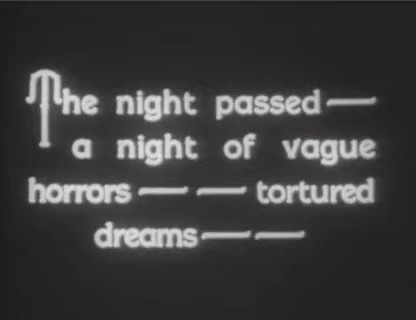 The night passed—
a night of vague
horrors — — tortured
dreams — —